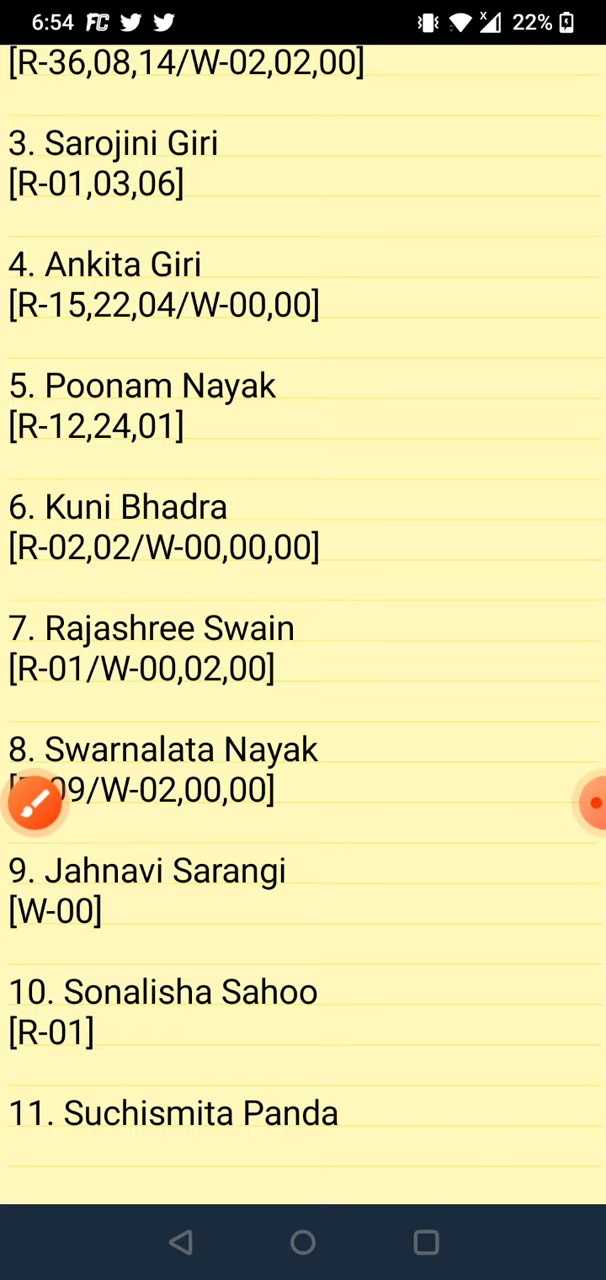 6:54 FC 22%
[R-36,08,14/W-02,02,00]
3. Sarojini Giri
[R-01,03,06]
4. Ankita Giri
[R-15,22,04/W-00,00]
5. Poonam Nayak
[R-12,24,01]
6. Kuni Bhadra
[R-02,02/W-00,00,00]
7. Rajashree Swain
[R-01/W-00,02,00]
8. Swarnalata Nayak
09/W-02,00,00]
9. Jahnavi Sarangi
[W-00]
10. Sonalisha Sahoo
[R-01]
11. Suchismita Panda